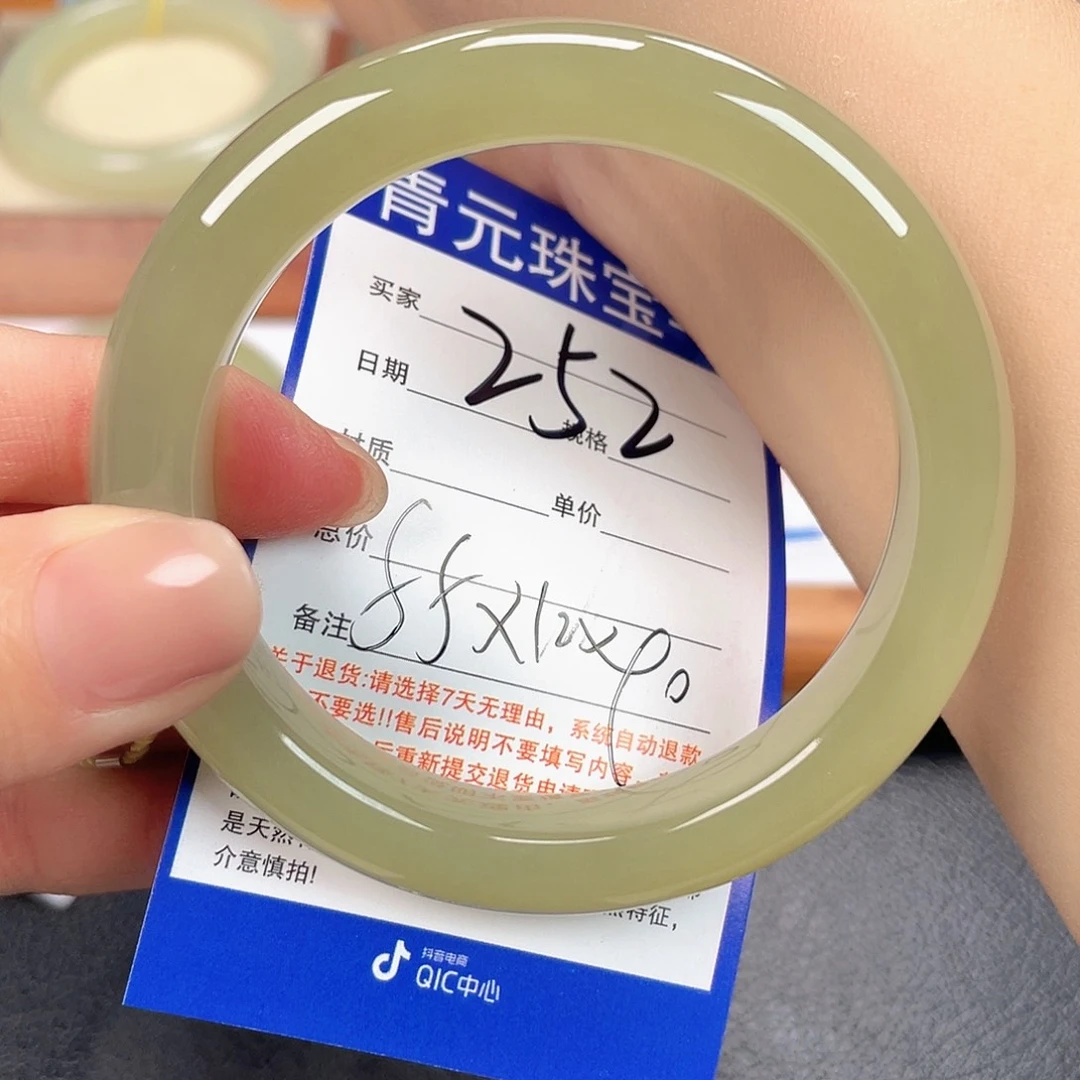 青元珠宝
买家
252
日期
规格
材质
单价
总价
备注
55X12X90
关于退货:请选择7天无理由，系统自动退款
不要选!!售后说明不要填写内容，
后重新提交退货申请
是天然
介意慎拍!
特征，
抖音电商
QIC中心